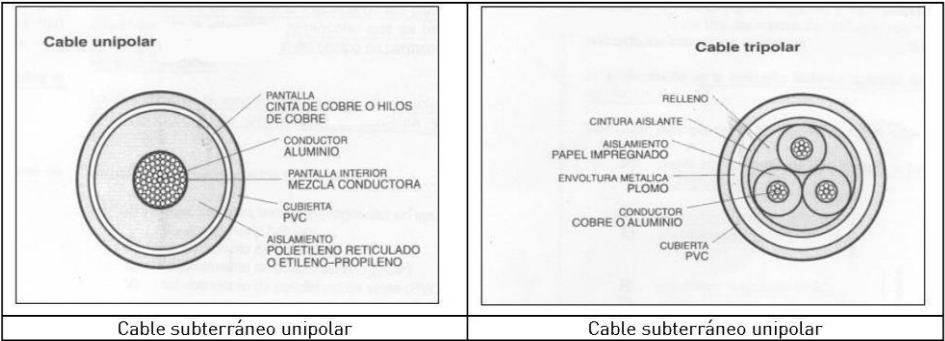 Cable unipolar
PANTALLA
CINTA DE COBRE O HILOS
DE COBRE
CONDUCTOR
ALUMINIO
PANTALLA INTERIOR
MEZCLA CONDUCTORA
CUBIERTA
PVC
AISLAMIENTO
POLIETILENO RETICULADO
O ETILENO–PROPILENO
Cable tripolar
RELLENO
CINTURA AISLANTE
AISLAMIENTO
PAPEL IMPREGNADO
ENVOLTURA METALICA
PLOMO
CONDUCTOR
COBRE O ALUMINIO
CUBIERTA
PVC
Cable subterráneo unipolar
Cable subterráneo unipolar